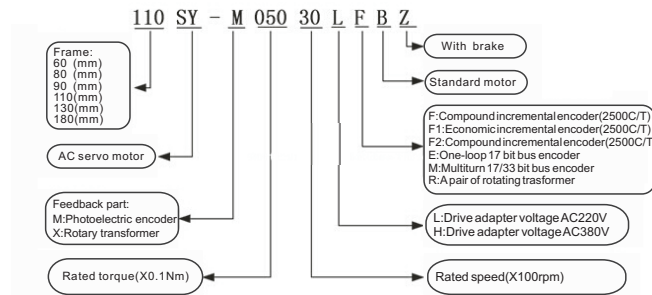 110 SY - M 050 30 L F B Z
Frame:
60 (mm)
80 (mm)
90 (mm)
110(mm)
130(mm)
180(mm)
With brake
Standard motor
F:Compound incremental encoder(2500C/T)
F1:Economic incremental encoder(2500C/T)
F2:Compound incremental encoder(2500C/T
E:One-loop 17 bit bus encoder
M:Multiturn 17/33 bit bus encoder
R:A pair of rotating trasformer
AC servo motor
Feedback part:
M:Photoelectric encoder
X:Rotary transformer
L:Drive adapter voltage AC220V
H:Drive adapter voltage AC380V
Rated torque(X0.1Nm)
Rated speed(X100rpm)